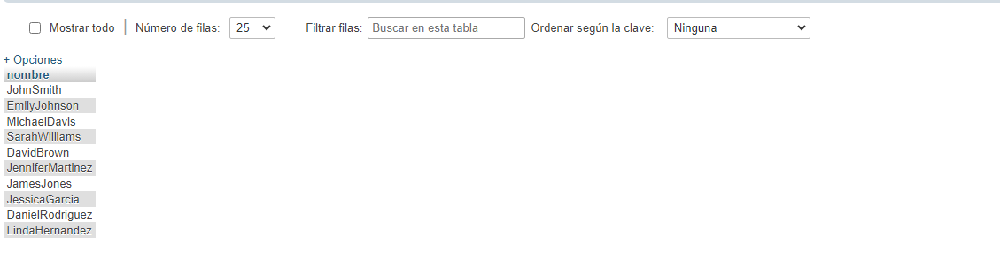 Mostrar todo | Número de filas: 25 Filtrar filas: Buscar en esta tabla Ordenar según la clave: Ninguna
+ Opciones
nombre
JohnSmith
EmilyJohnson
MichaelDavis
SarahWilliams
DavidBrown
JenniferMartinez
JamesJones
JessicaGarcia
DanielRodriguez
LindaHernandez